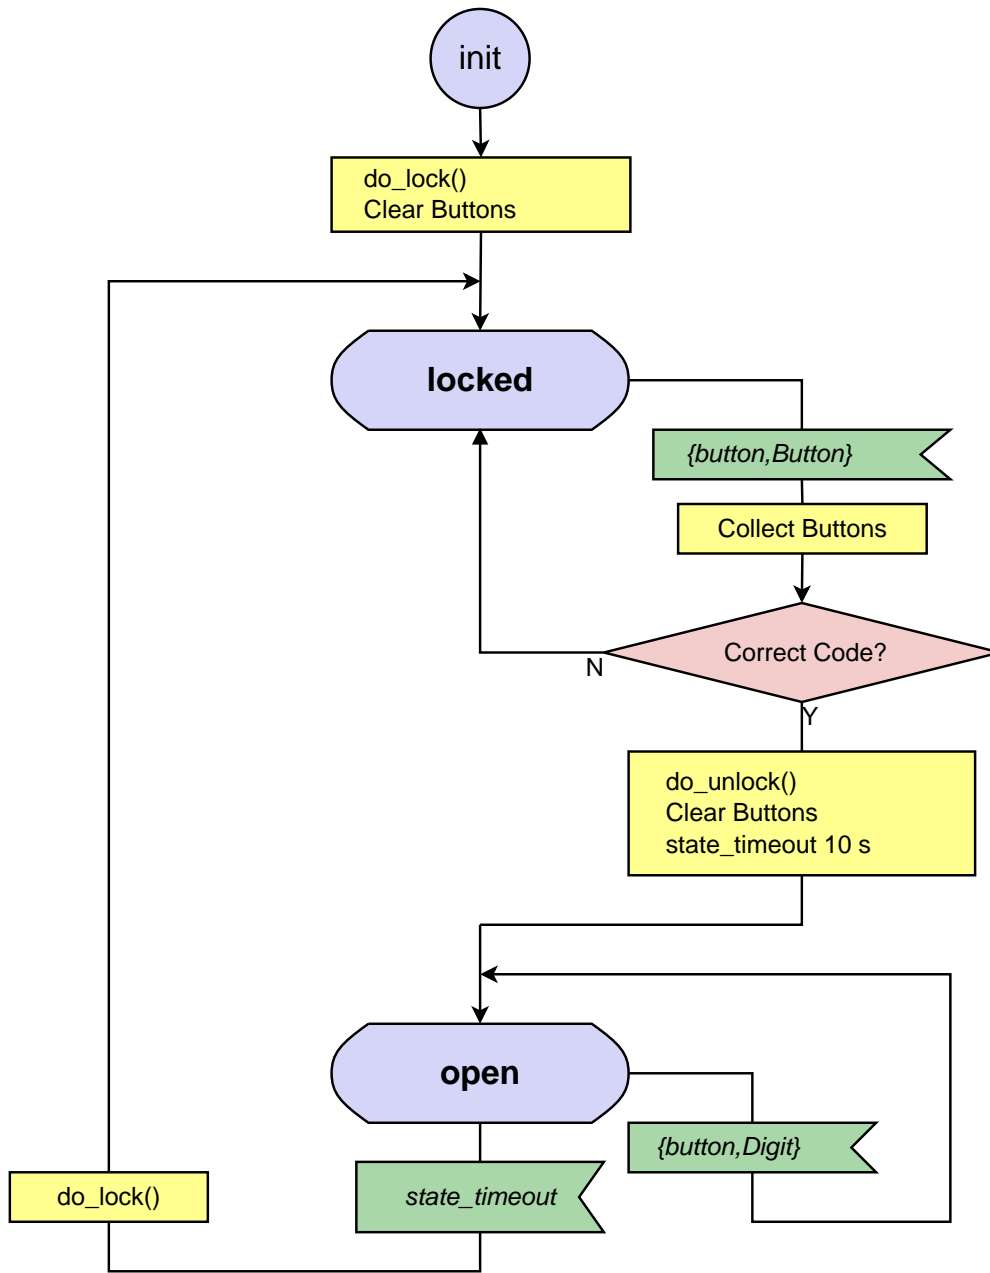 init
do_lock()
Clear Buttons
locked
{button,Button}
Collect Buttons
Correct Code?
N
Y
do_unlock()
Clear Buttons
state_timeout 10 s
open
{button,Digit}
do_lock()
state_timeout